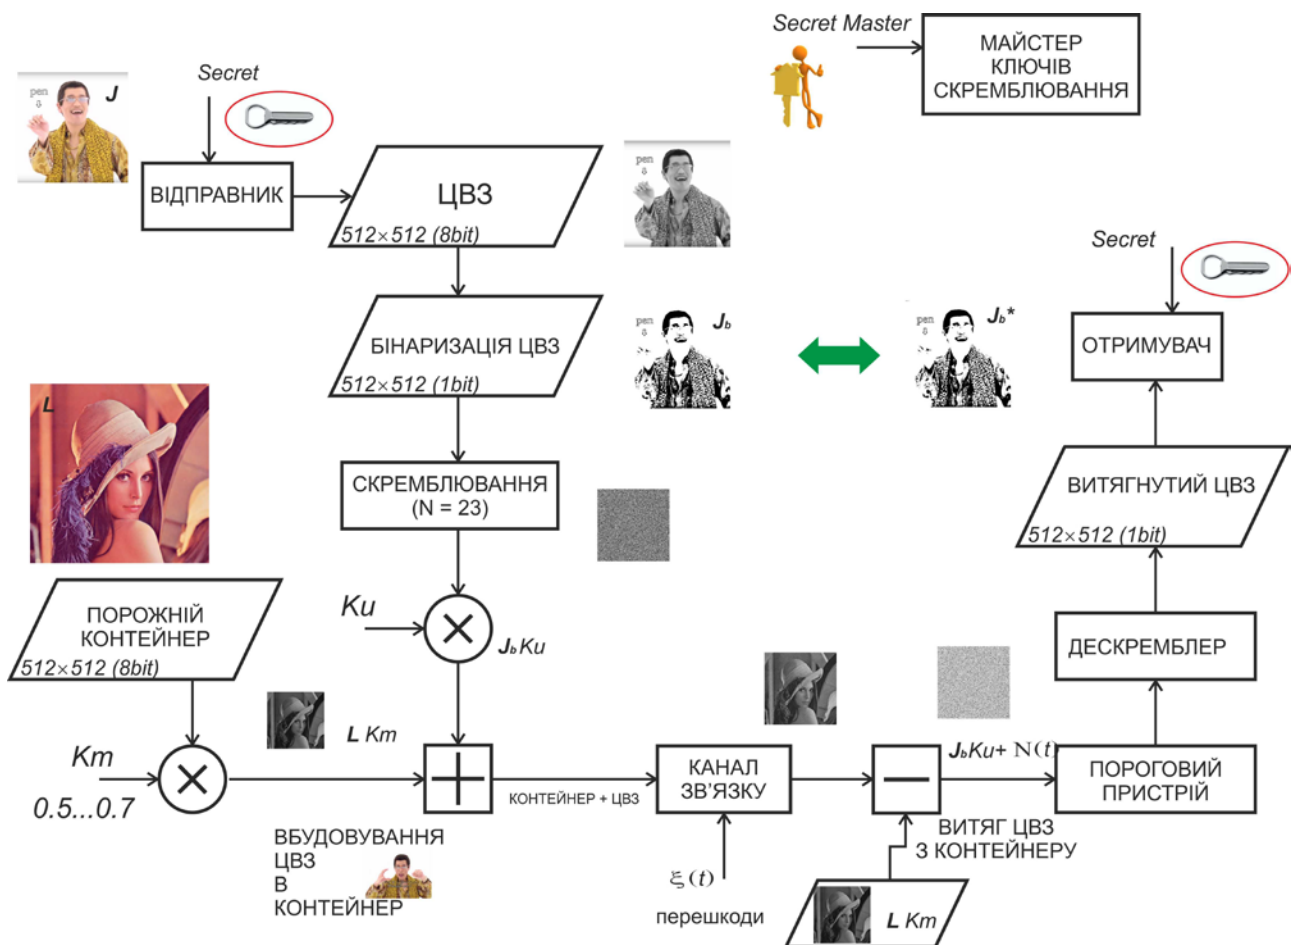 Secret Master
МАЙСТЕР
КЛЮЧІВ
СКРЕМБЛЮВАННЯ
Secret
pen
J
ВІДПРАВНИК
ЦВЗ
512×512 (8bit)
pen
Secret
БІНАРИЗАЦІЯ ЦВЗ
512×512 (1bit)
pen
Jb
pen
Jb*
ОТРИМУВАЧ
L
СКРЕМБЛЮВАННЯ
(N = 23)
ВИТЯГНУТИЙ ЦВЗ
512×512 (1bit)
ПОРОЖНІЙ
КОНТЕЙНЕР
512×512 (8bit)
Ku
Jb Ku
ДЕСКРЕМБЛЕР
Km
0.5...0.7
L Km
КОНТЕЙНЕР + ЦВЗ
КАНАЛ
ЗВ'ЯЗКУ
JbKu+ N(t)
ПОРОГОВИЙ
ПРИСТРІЙ
ВБУДОВУВАННЯ
ЦВЗ
В
КОНТЕЙНЕР
ВИТЯГ ЦВЗ
З КОНТЕЙНЕРУ
ξ(t)
перешкоди
L Km